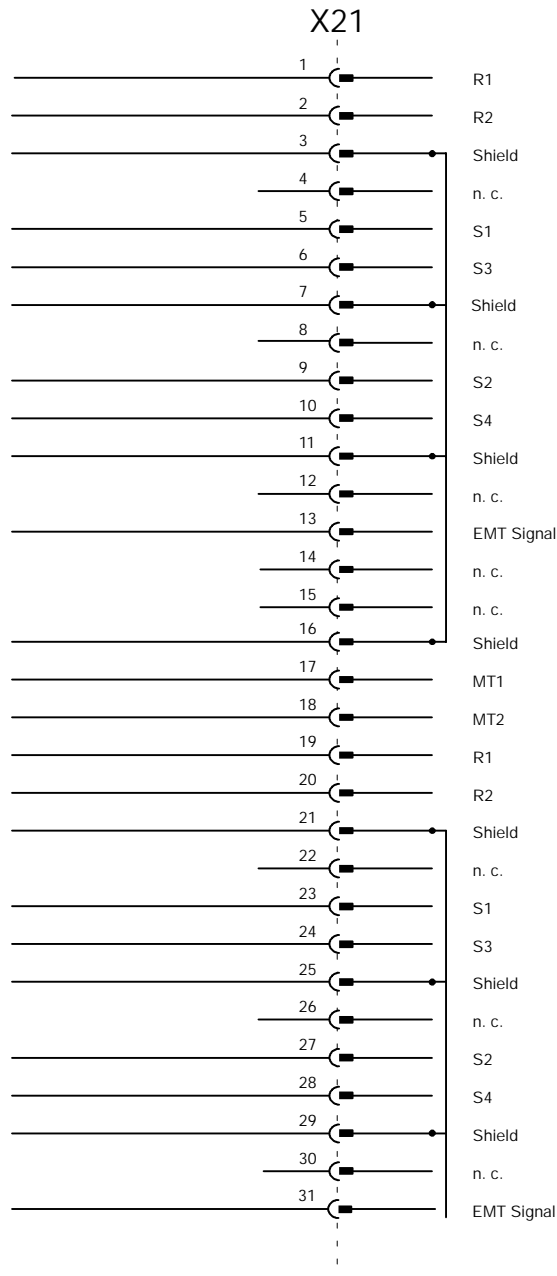 X21
1 R1
2 R2
3 Shield
4 n. c.
5 S1
6 S3
7 Shield
8 n. c.
9 S2
10 S4
11 Shield
12 n. c.
13 EMT Signal
14 n. c.
15 n. c.
16 Shield
17 MT1
18 MT2
19 R1
20 R2
21 Shield
22 n. c.
23 S1
24 S3
25 Shield
26 n. c.
27 S2
28 S4
29 Shield
30 n. c.
31 EMT Signal